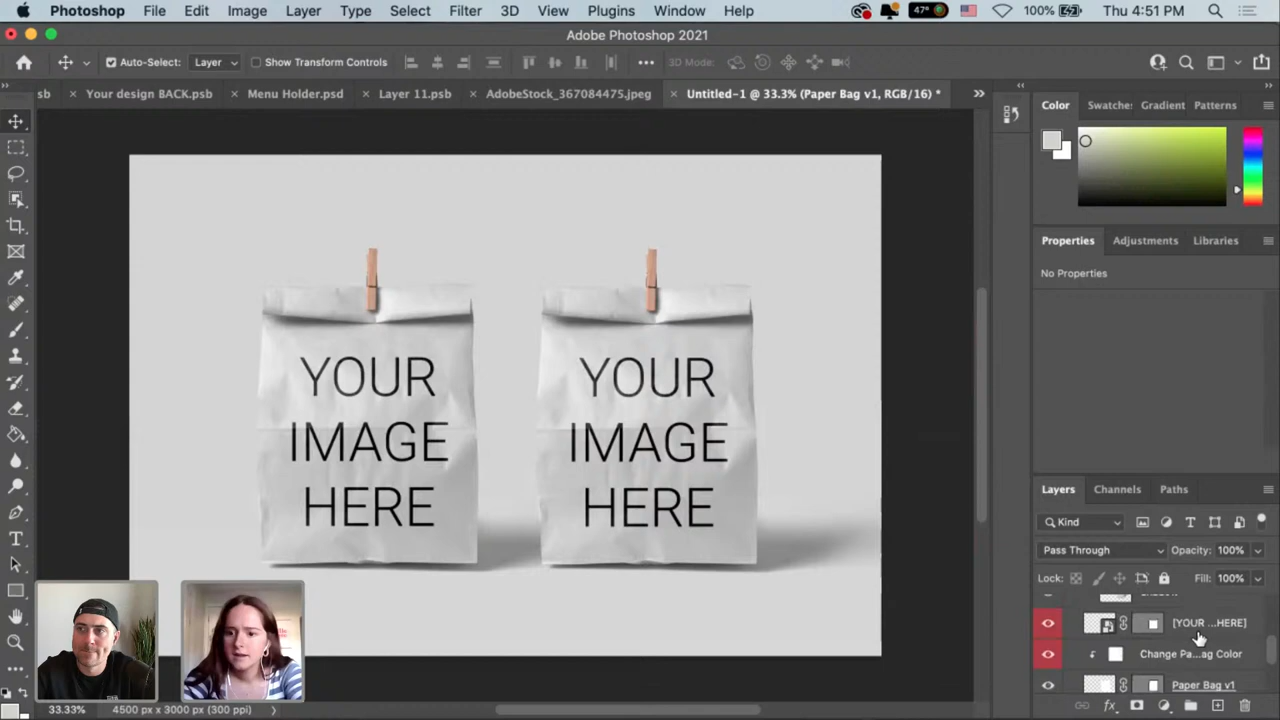 Photoshop File Edit Image Layer Type Select Filter 3D View Plugins Window Help 47° 100% Thu 4:51 PM
Adobe Photoshop 2021
Auto-Select: Layer Show Transform Controls 3D Mode:
sb Your design BACK.psb Menu Holder.psd Layer 11.psb AdobeStock_367084475.jpeg Untitled-1 @ 33.3% (Paper Bag v1, RGB/16) *
Color Swatches Gradient Patterns
Properties Adjustments Libraries
No Properties
YOUR
IMAGE
HERE
YOUR
IMAGE
HERE
Layers Channels Paths
Kind
Pass Through Opacity: 100%
Lock: Fill: 100%
[YOUR ...HERE]
Change Pa...ag Color
Paper Bag v1
33.33% 4500 px x 3000 px (300 ppi)